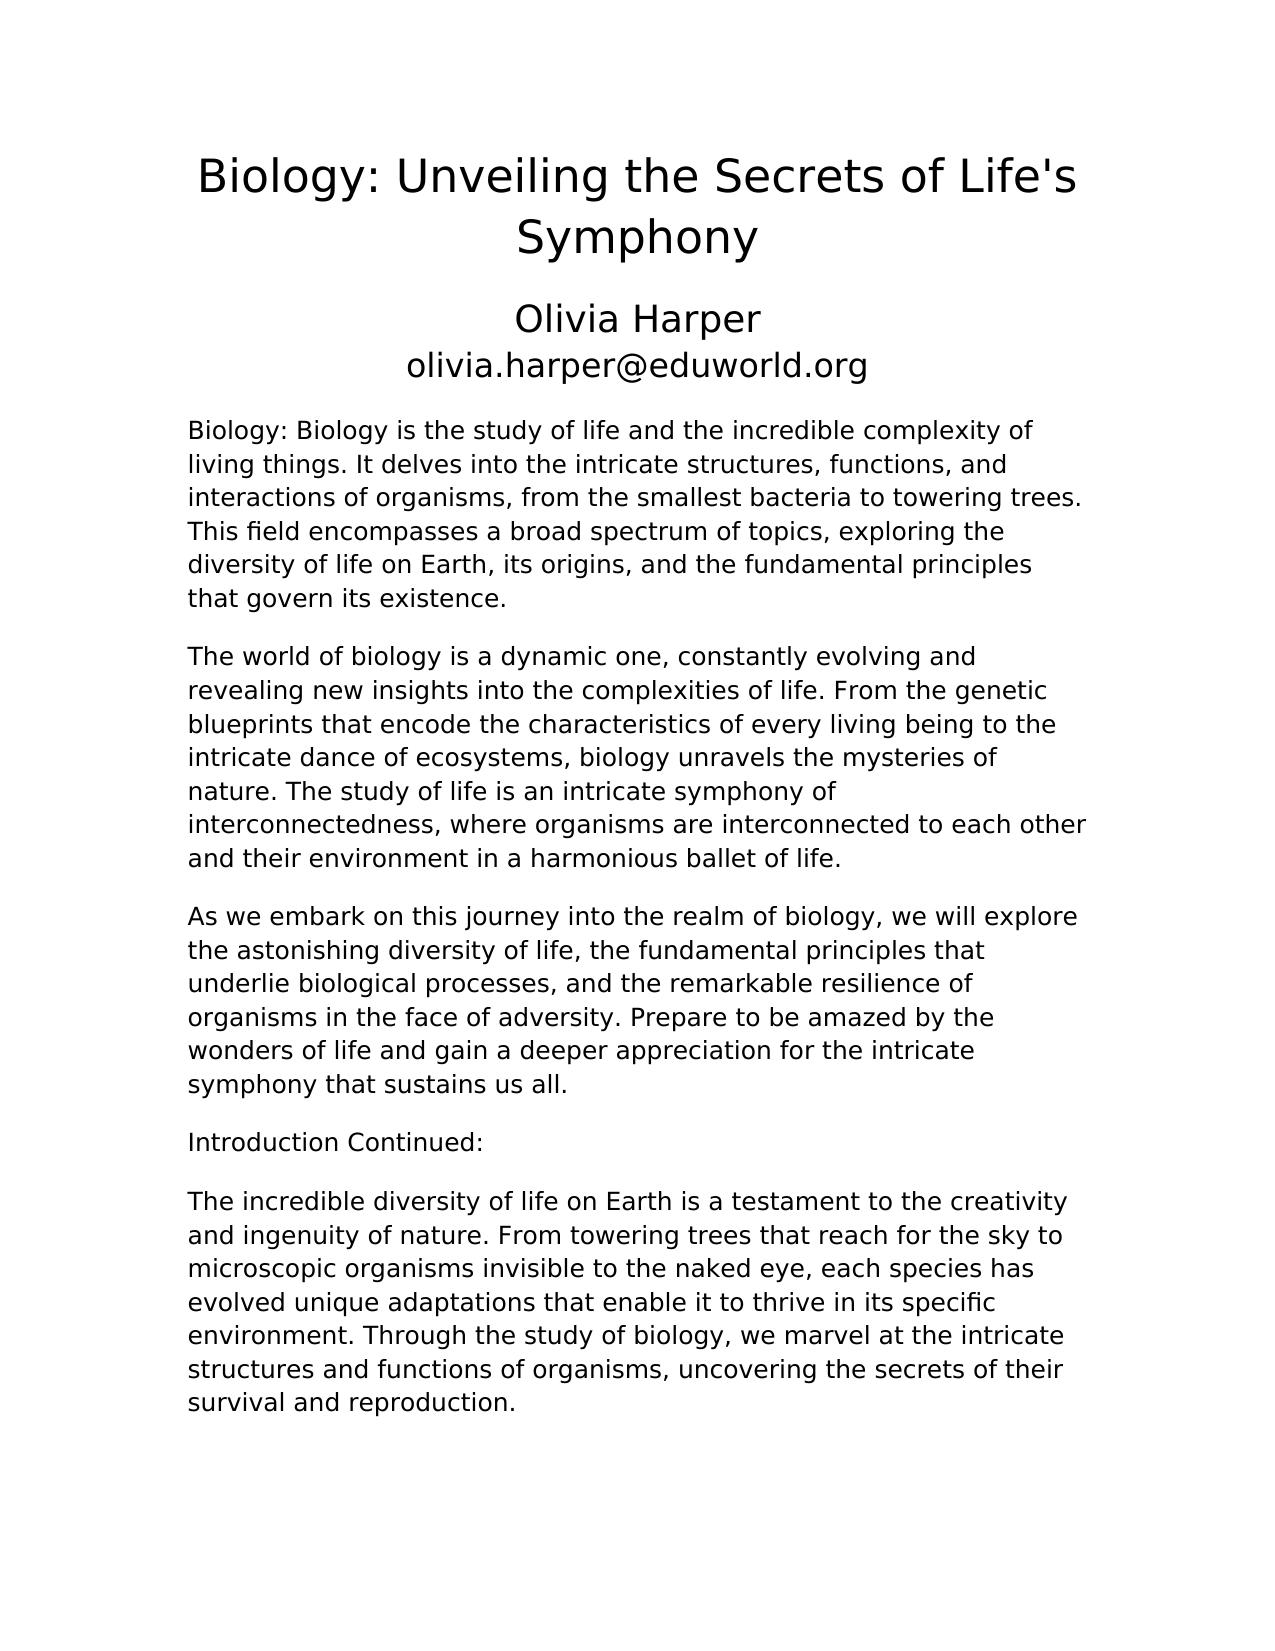 Biology: Unveiling the Secrets of Life's
Symphony
Olivia Harper
olivia.harper@eduworld.org
Biology: Biology is the study of life and the incredible complexity of
living things. It delves into the intricate structures, functions, and
interactions of organisms, from the smallest bacteria to towering trees.
This field encompasses a broad spectrum of topics, exploring the
diversity of life on Earth, its origins, and the fundamental principles
that govern its existence.
The world of biology is a dynamic one, constantly evolving and
revealing new insights into the complexities of life. From the genetic
blueprints that encode the characteristics of every living being to the
intricate dance of ecosystems, biology unravels the mysteries of
nature. The study of life is an intricate symphony of
interconnectedness, where organisms are interconnected to each other
and their environment in a harmonious ballet of life.
As we embark on this journey into the realm of biology, we will explore
the astonishing diversity of life, the fundamental principles that
underlie biological processes, and the remarkable resilience of
organisms in the face of adversity. Prepare to be amazed by the
wonders of life and gain a deeper appreciation for the intricate
symphony that sustains us all.
Introduction Continued:
The incredible diversity of life on Earth is a testament to the creativity
and ingenuity of nature. From towering trees that reach for the sky to
microscopic organisms invisible to the naked eye, each species has
evolved unique adaptations that enable it to thrive in its specific
environment. Through the study of biology, we marvel at the intricate
structures and functions of organisms, uncovering the secrets of their
survival and reproduction.